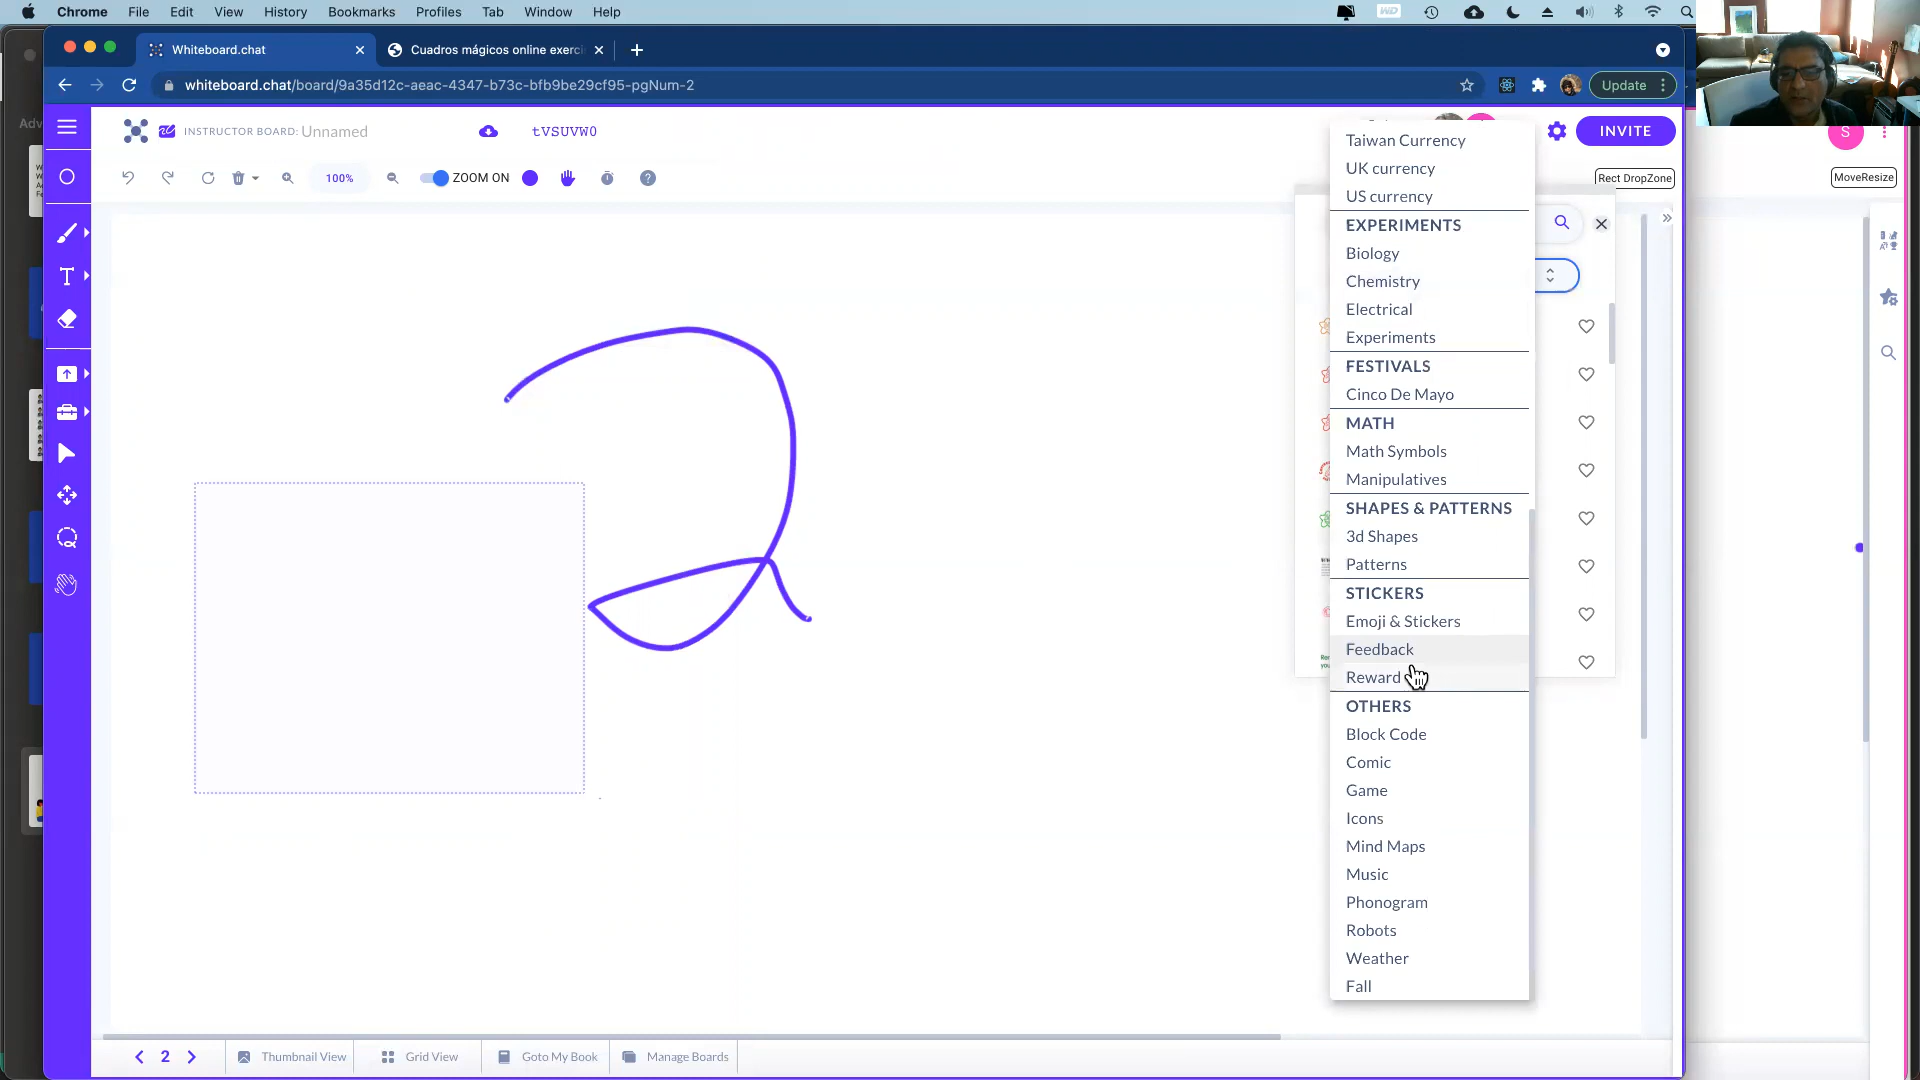 Chrome File Edit View History Bookmarks Profiles Tab Window Help
WD
Whiteboard.chat
Cuadros mágicos online exerci
whiteboard.chat/board/9a35d12c-aeac-4347-b73c-bfb9be29cf95-pgNum-2
Update
INSTRUCTOR BOARD: Unnamed
tVSUVW0
INVITE
S
100%
ZOOM ON
Rect DropZone
MoveResize
T
Taiwan Currency
UK currency
US currency
EXPERIMENTS
Biology
Chemistry
Electrical
Experiments
FESTIVALS
Cinco De Mayo
MATH
Math Symbols
Manipulatives
SHAPES & PATTERNS
3d Shapes
Patterns
STICKERS
Emoji & Stickers
Feedback
Reward
OTHERS
Block Code
Comic
Game
Icons
Mind Maps
Music
Phonogram
Robots
Weather
Fall
2
Thumbnail View
Grid View
Goto My Book
Manage Boards